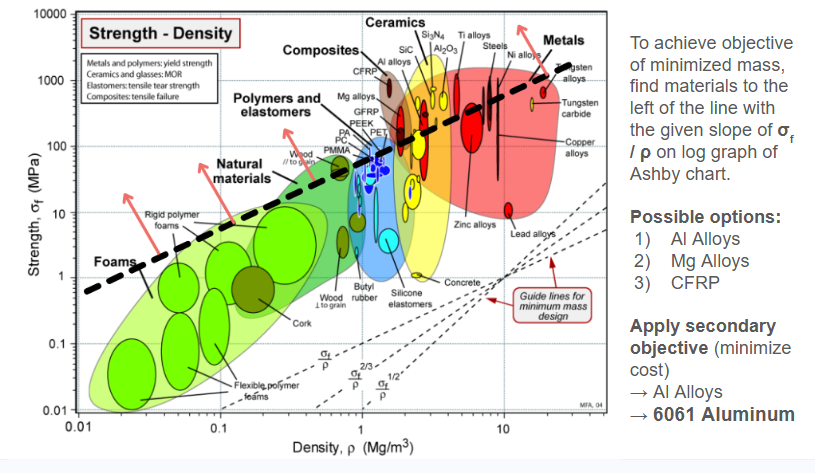 Strength - Density
Metals and polymers: yield strength
Ceramics and glasses: MOR
Elastomers: tensile tear strength
Composites: tensile failure
10000
1000
100
10
1
0.1
0.01
Strength, σf (MPa)
0.01
0.1
1
10
Density, ρ (Mg/m³)
Ceramics
Composites
Metals
Polymers and
elastomers
Natural
materials
Foams
Si3N4
SiC
Al2O3
Ti alloys
Steels
Ni alloys
Tungsten
alloys
Tungsten
carbide
Copper
alloys
Lead alloys
Zinc alloys
Al alloys
CFRP
Mg alloys
GFRP
PEEK
PA
PC
PET
PMMA
Wood
// to grain
Rigid polymer
foams
Cork
Wood
⊥ to grain
Butyl
rubber
Silicone
elastomers
Concrete
Flexible polymer
foams
Guide lines for
minimum mass
design
σf
ρ
σf2/3
ρ
σf1/2
ρ
MFA, 04
To achieve objective
of minimized mass,
find materials to the
left of the line with
the given slope of σf
/ ρ on log graph of
Ashby chart.
Possible options:
1) Al Alloys
2) Mg Alloys
3) CFRP
Apply secondary
objective (minimize
cost)
→ Al Alloys
→ 6061 Aluminum